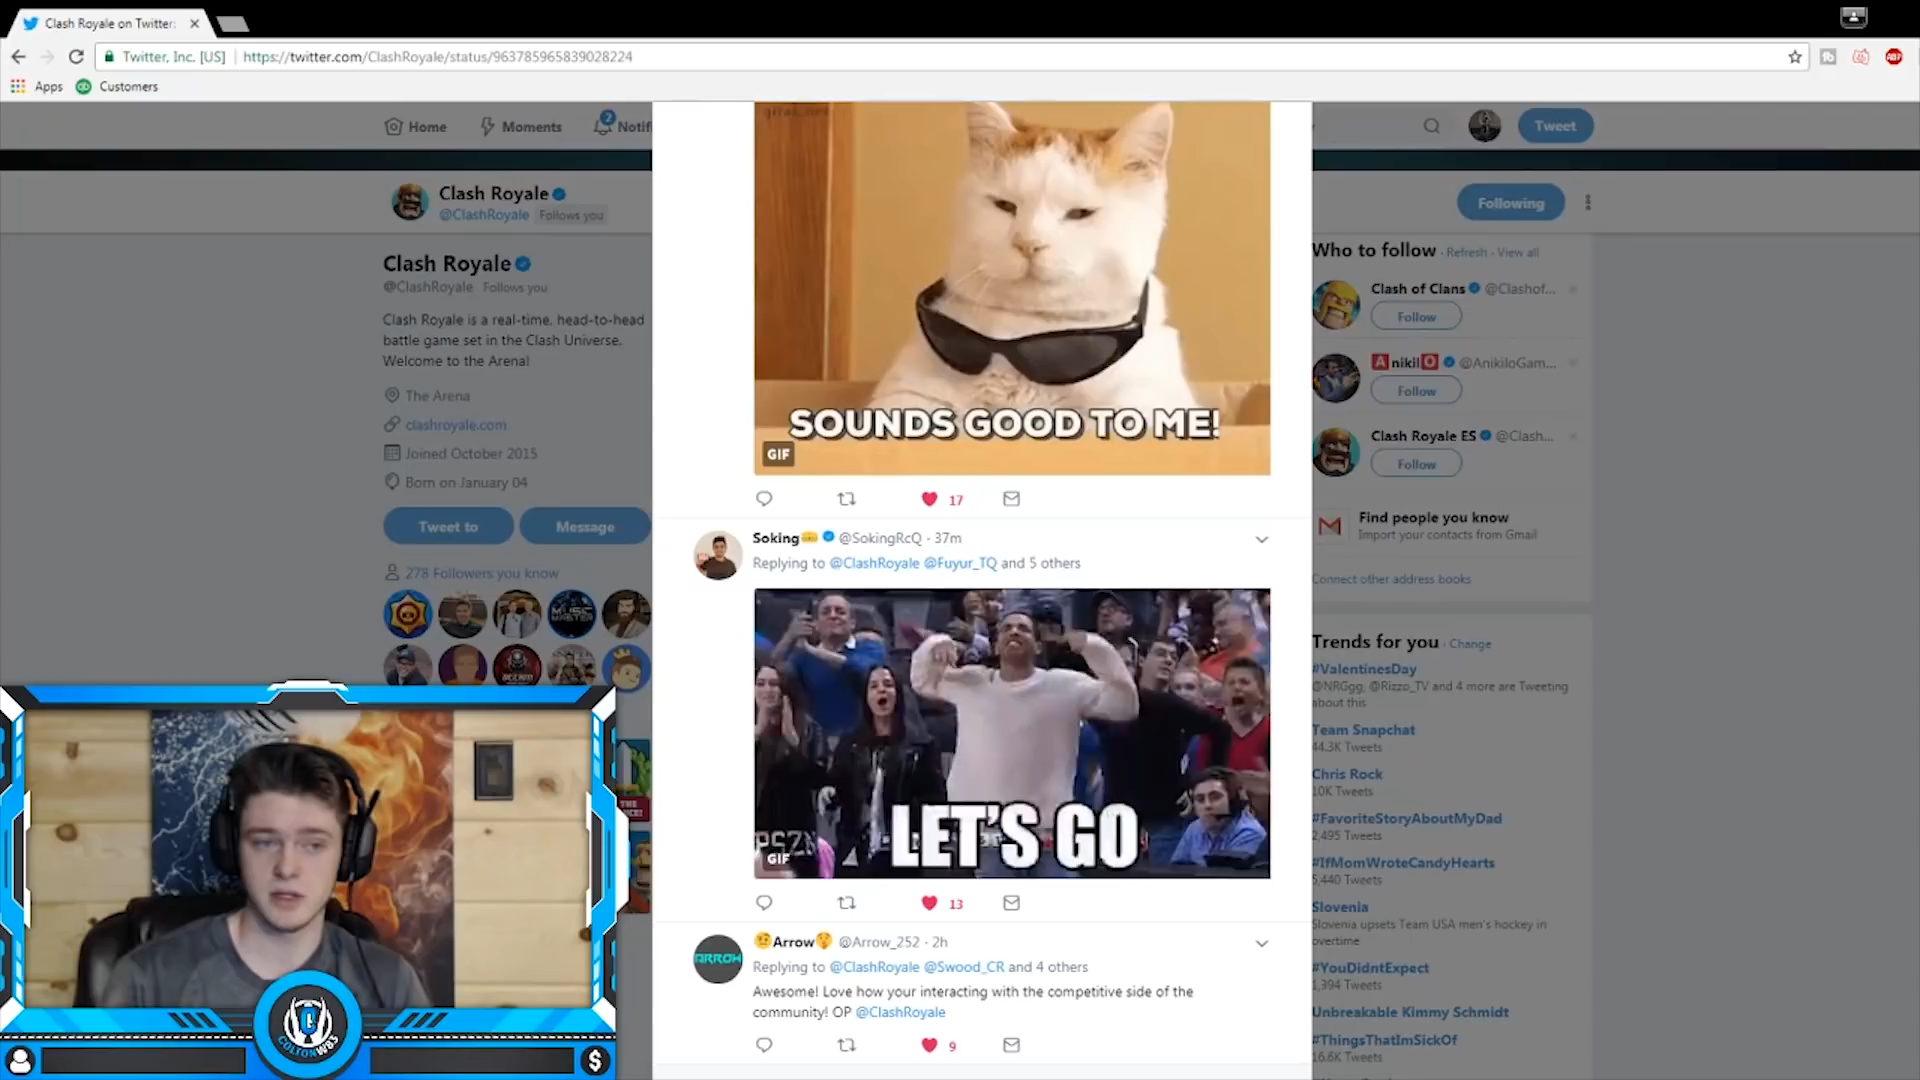 Clash Royale on Twitter:
Twitter, Inc. [US]
https://twitter.com/ClashRoyale/status/963785965839028224
Apps
Customers
Home
Moments
2
Notif
Tweet
Clash Royale
@ClashRoyale
Follows you
Following
Clash Royale
@ClashRoyale Follows you
Clash Royale is a real-time, head-to-head
battle game set in the Clash Universe.
Welcome to the Arena!
The Arena
clashroyale.com
Joined October 2015
Born on January 04
Tweet to
Message
278 Followers you know
SOUNDS GOOD TO ME!
GIF
17
Soking @SokingRcQ · 37m
Replying to @ClashRoyale @Fuyur_TQ and 5 others
LET'S GO
GIF
13
Arrow @Arrow_252 · 2h
Replying to @ClashRoyale @Swood_CR and 4 others
Awesome! Love how your interacting with the competitive side of the
community! OP @ClashRoyale
9
ARROW
Who to follow · Refresh · View all
Clash of Clans @Clashof...
Follow
AnikilO @AnikiloGam...
Follow
Clash Royale ES @Clash...
Follow
Find people you know
Import your contacts from Gmail
Connect other address books
Trends for you · Change
#ValentinesDay
@NRGgg, @Rizzo_TV and 4 more are Tweeting
about this
Team Snapchat
44.3K Tweets
Chris Rock
10K Tweets
#FavoriteStoryAboutMyDad
2,495 Tweets
#IfMomWroteCandyHearts
5,440 Tweets
Slovenia
Slovenia upsets Team USA men's hockey in
overtime
#YouDidntExpect
1,394 Tweets
Unbreakable Kimmy Schmidt
#ThingsThatImSickOf
16.6K Tweets
COLTONW83
$